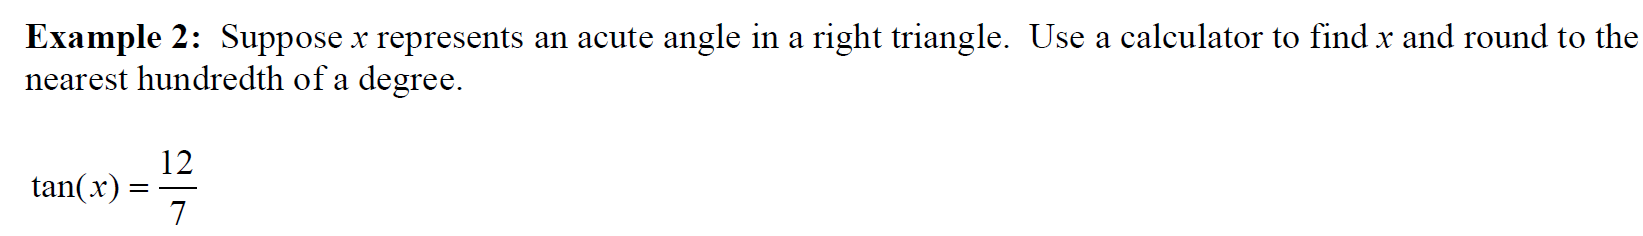 Example 2: Suppose x represents an acute angle in a right triangle. Use a calculator to find x and round to the
nearest hundredth of a degree.
tan(x) = 12/7